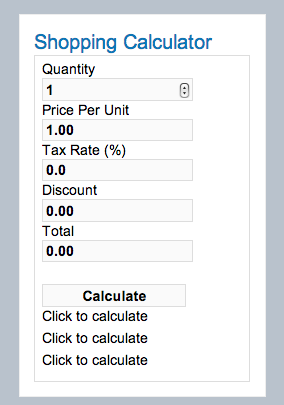 Shopping Calculator
Quantity
1
Price Per Unit
1.00
Tax Rate (%)
0.0
Discount
0.00
Total
0.00
Calculate
Click to calculate
Click to calculate
Click to calculate